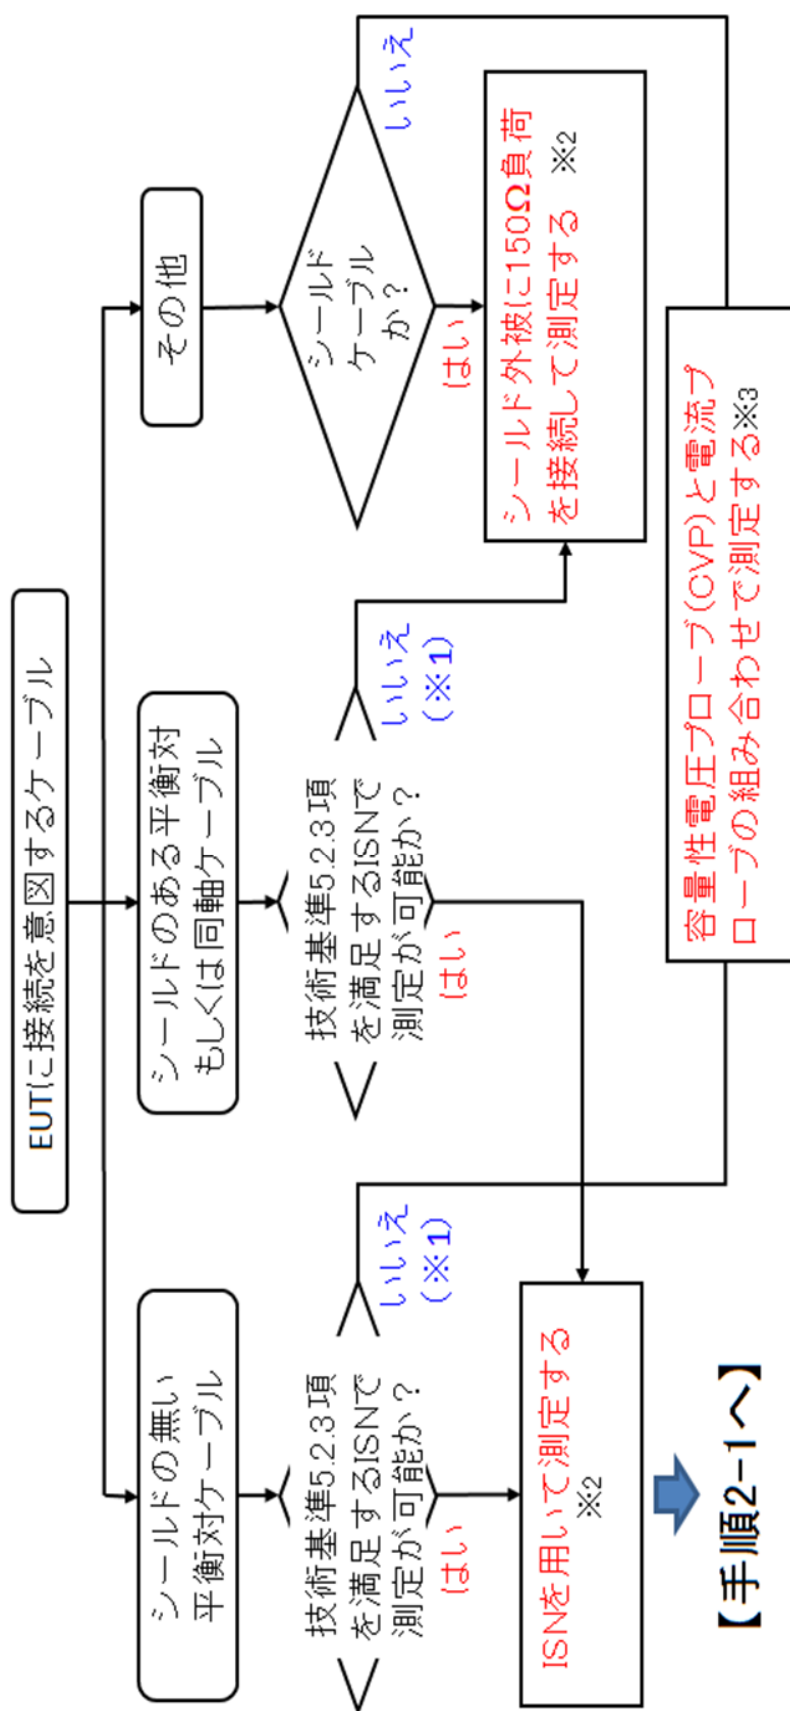 EUTに接続を意図するケーブル
シールドの無い
平衡対ケーブル
シールドのある平衡対
もしくは同軸ケーブル
その他
技術基準5.2.3項
を満足するISNで
測定が可能か?
はい
いいえ
(※1)
技術基準5.2.3項
を満足するISNで
測定が可能か?
はい
いいえ
(※1)
シールド
ケーブル
か?
はい
いいえ
ISNを用いて測定する
※2
シールド外被に150Ω負荷
を接続して測定する ※2
容量性電圧プローブ(CVP)と電流プ
ローブの組み合わせで測定する※3
【手順2-1へ】